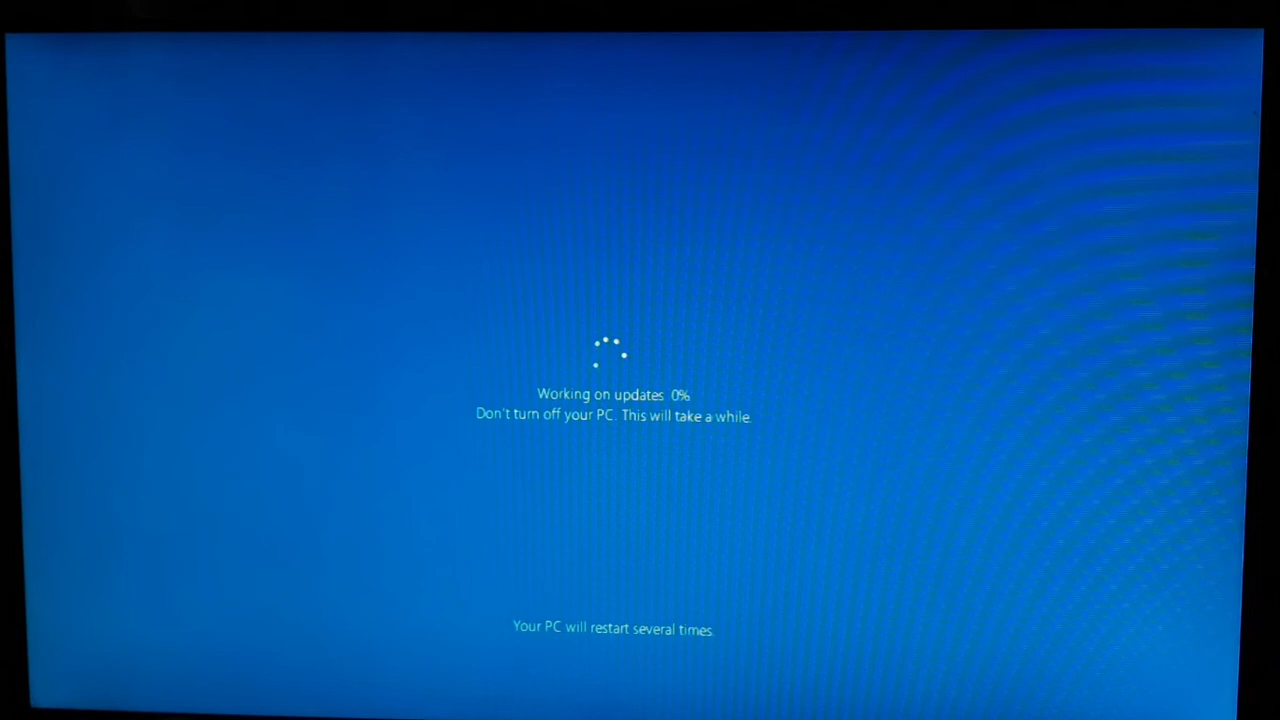 Working on updates 0%
Don't turn off your PC. This will take a while.
Your PC will restart several times.